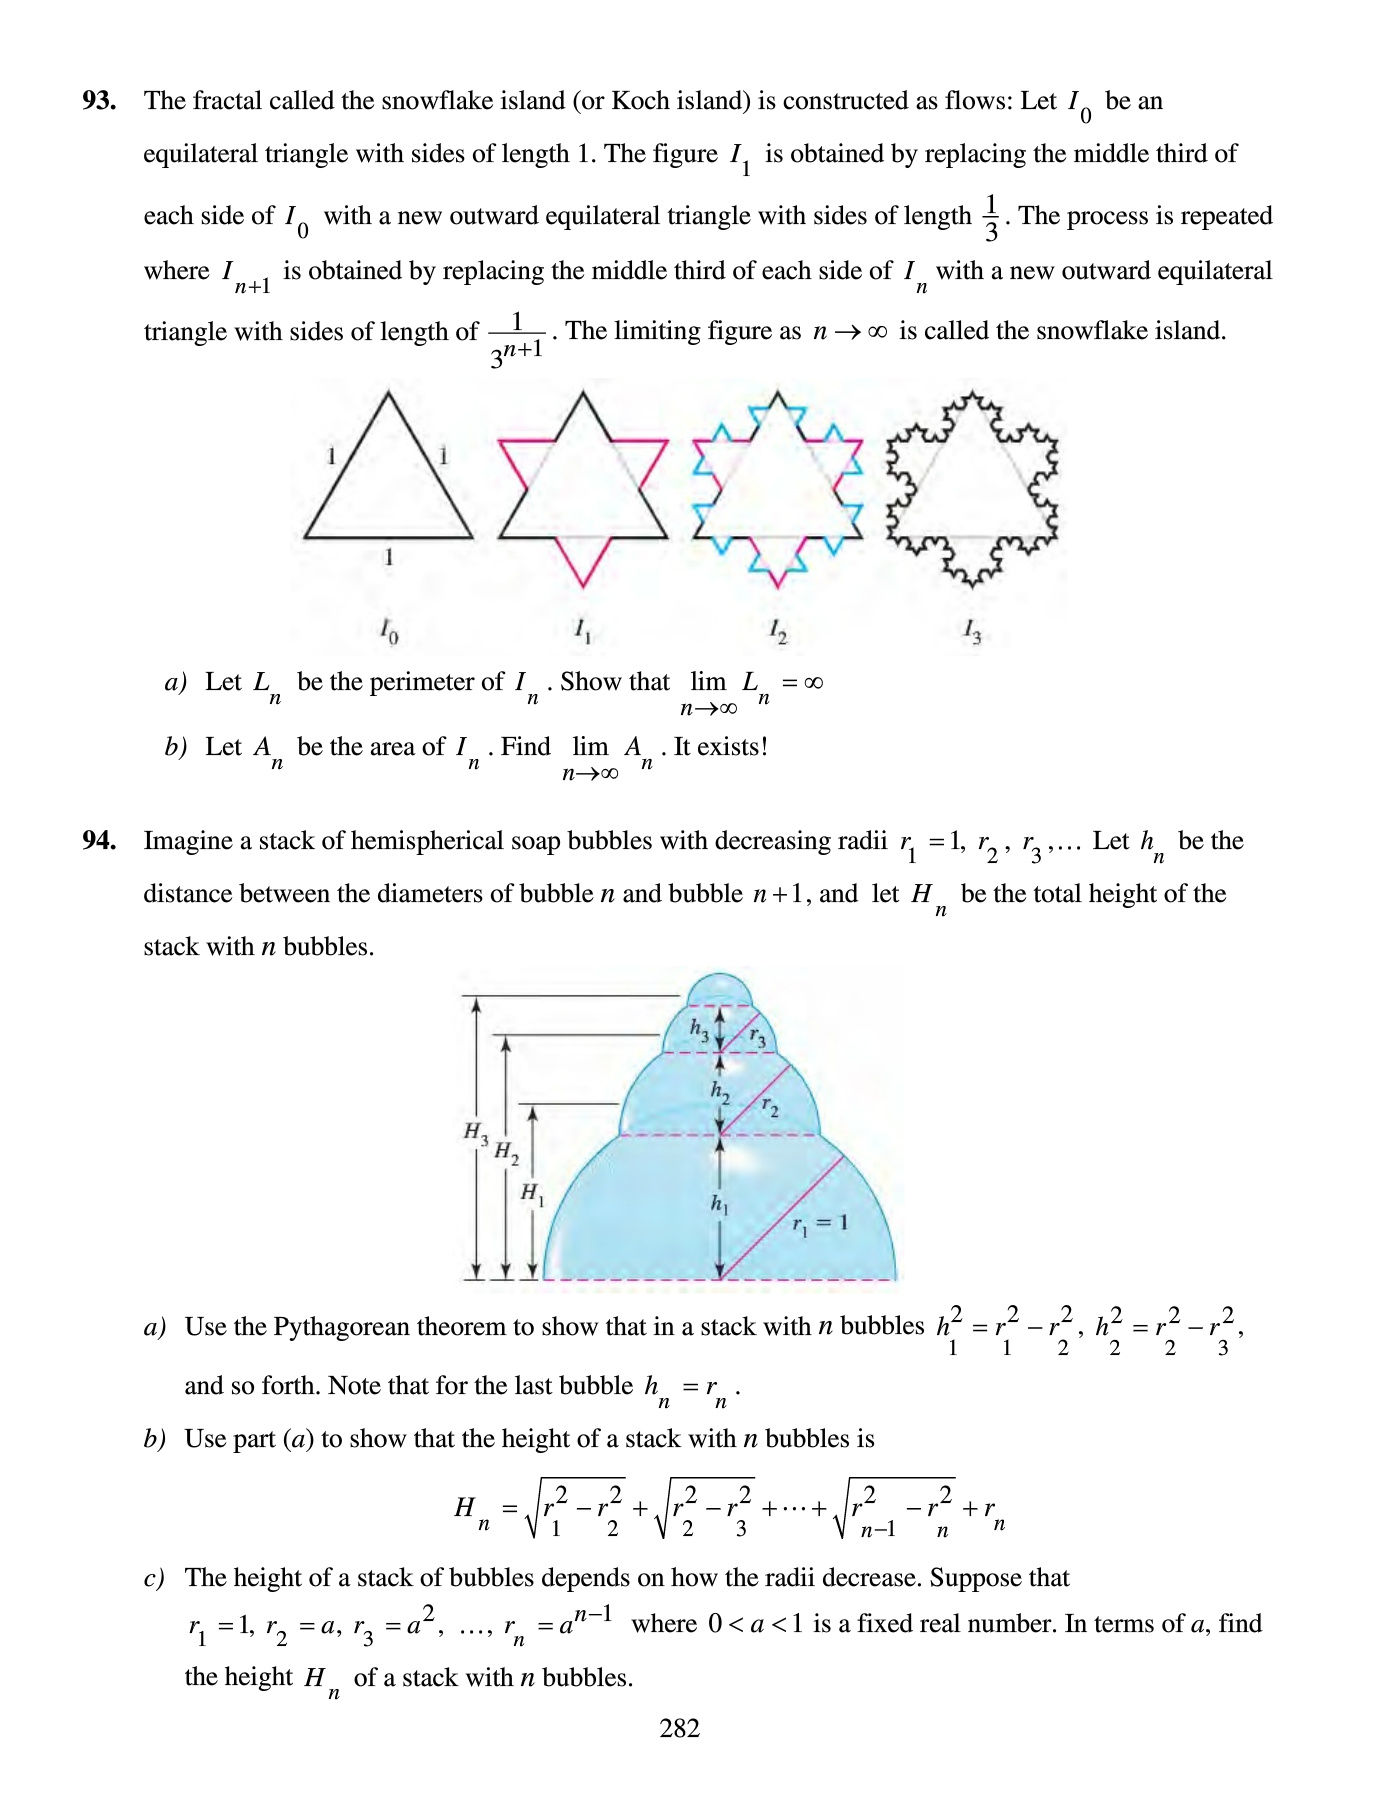 93. The fractal called the snowflake island (or Koch island) is constructed as flows: Let I_0 be an
equilateral triangle with sides of length 1. The figure I_1 is obtained by replacing the middle third of
each side of I_0 with a new outward equilateral triangle with sides of length 1/3. The process is repeated
where I_{n+1} is obtained by replacing the middle third of each side of I_n with a new outward equilateral
triangle with sides of length of 1/3^{n+1}. The limiting figure as n → ∞ is called the snowflake island.
1 1
1
I_0 I_1 I_2 I_3
a) Let L_n be the perimeter of I_n. Show that lim_{n→∞} L_n = ∞
b) Let A_n be the area of I_n. Find lim_{n→∞} A_n. It exists!
94. Imagine a stack of hemispherical soap bubbles with decreasing radii r_1 = 1, r_2, r_3,… Let h_n be the
distance between the diameters of bubble n and bubble n+1, and let H_n be the total height of the
stack with n bubbles.
h_3 r_3
h_2 r_2
H_3 H_2 H_1
h_1 r_1 = 1
a) Use the Pythagorean theorem to show that in a stack with n bubbles h_1^2 = r_1^2 − r_2^2, h_2^2 = r_2^2 − r_3^2,
and so forth. Note that for the last bubble h_n = r_n.
b) Use part (a) to show that the height of a stack with n bubbles is
H_n = √(r_1^2 − r_2^2) + √(r_2^2 − r_3^2) + ⋯ + √(r_{n−1}^2 − r_n^2) + r_n
c) The height of a stack of bubbles depends on how the radii decrease. Suppose that
r_1 = 1, r_2 = a, r_3 = a^2, …, r_n = a^{n−1} where 0 < a < 1 is a fixed real number. In terms of a, find
the height H_n of a stack with n bubbles.
282